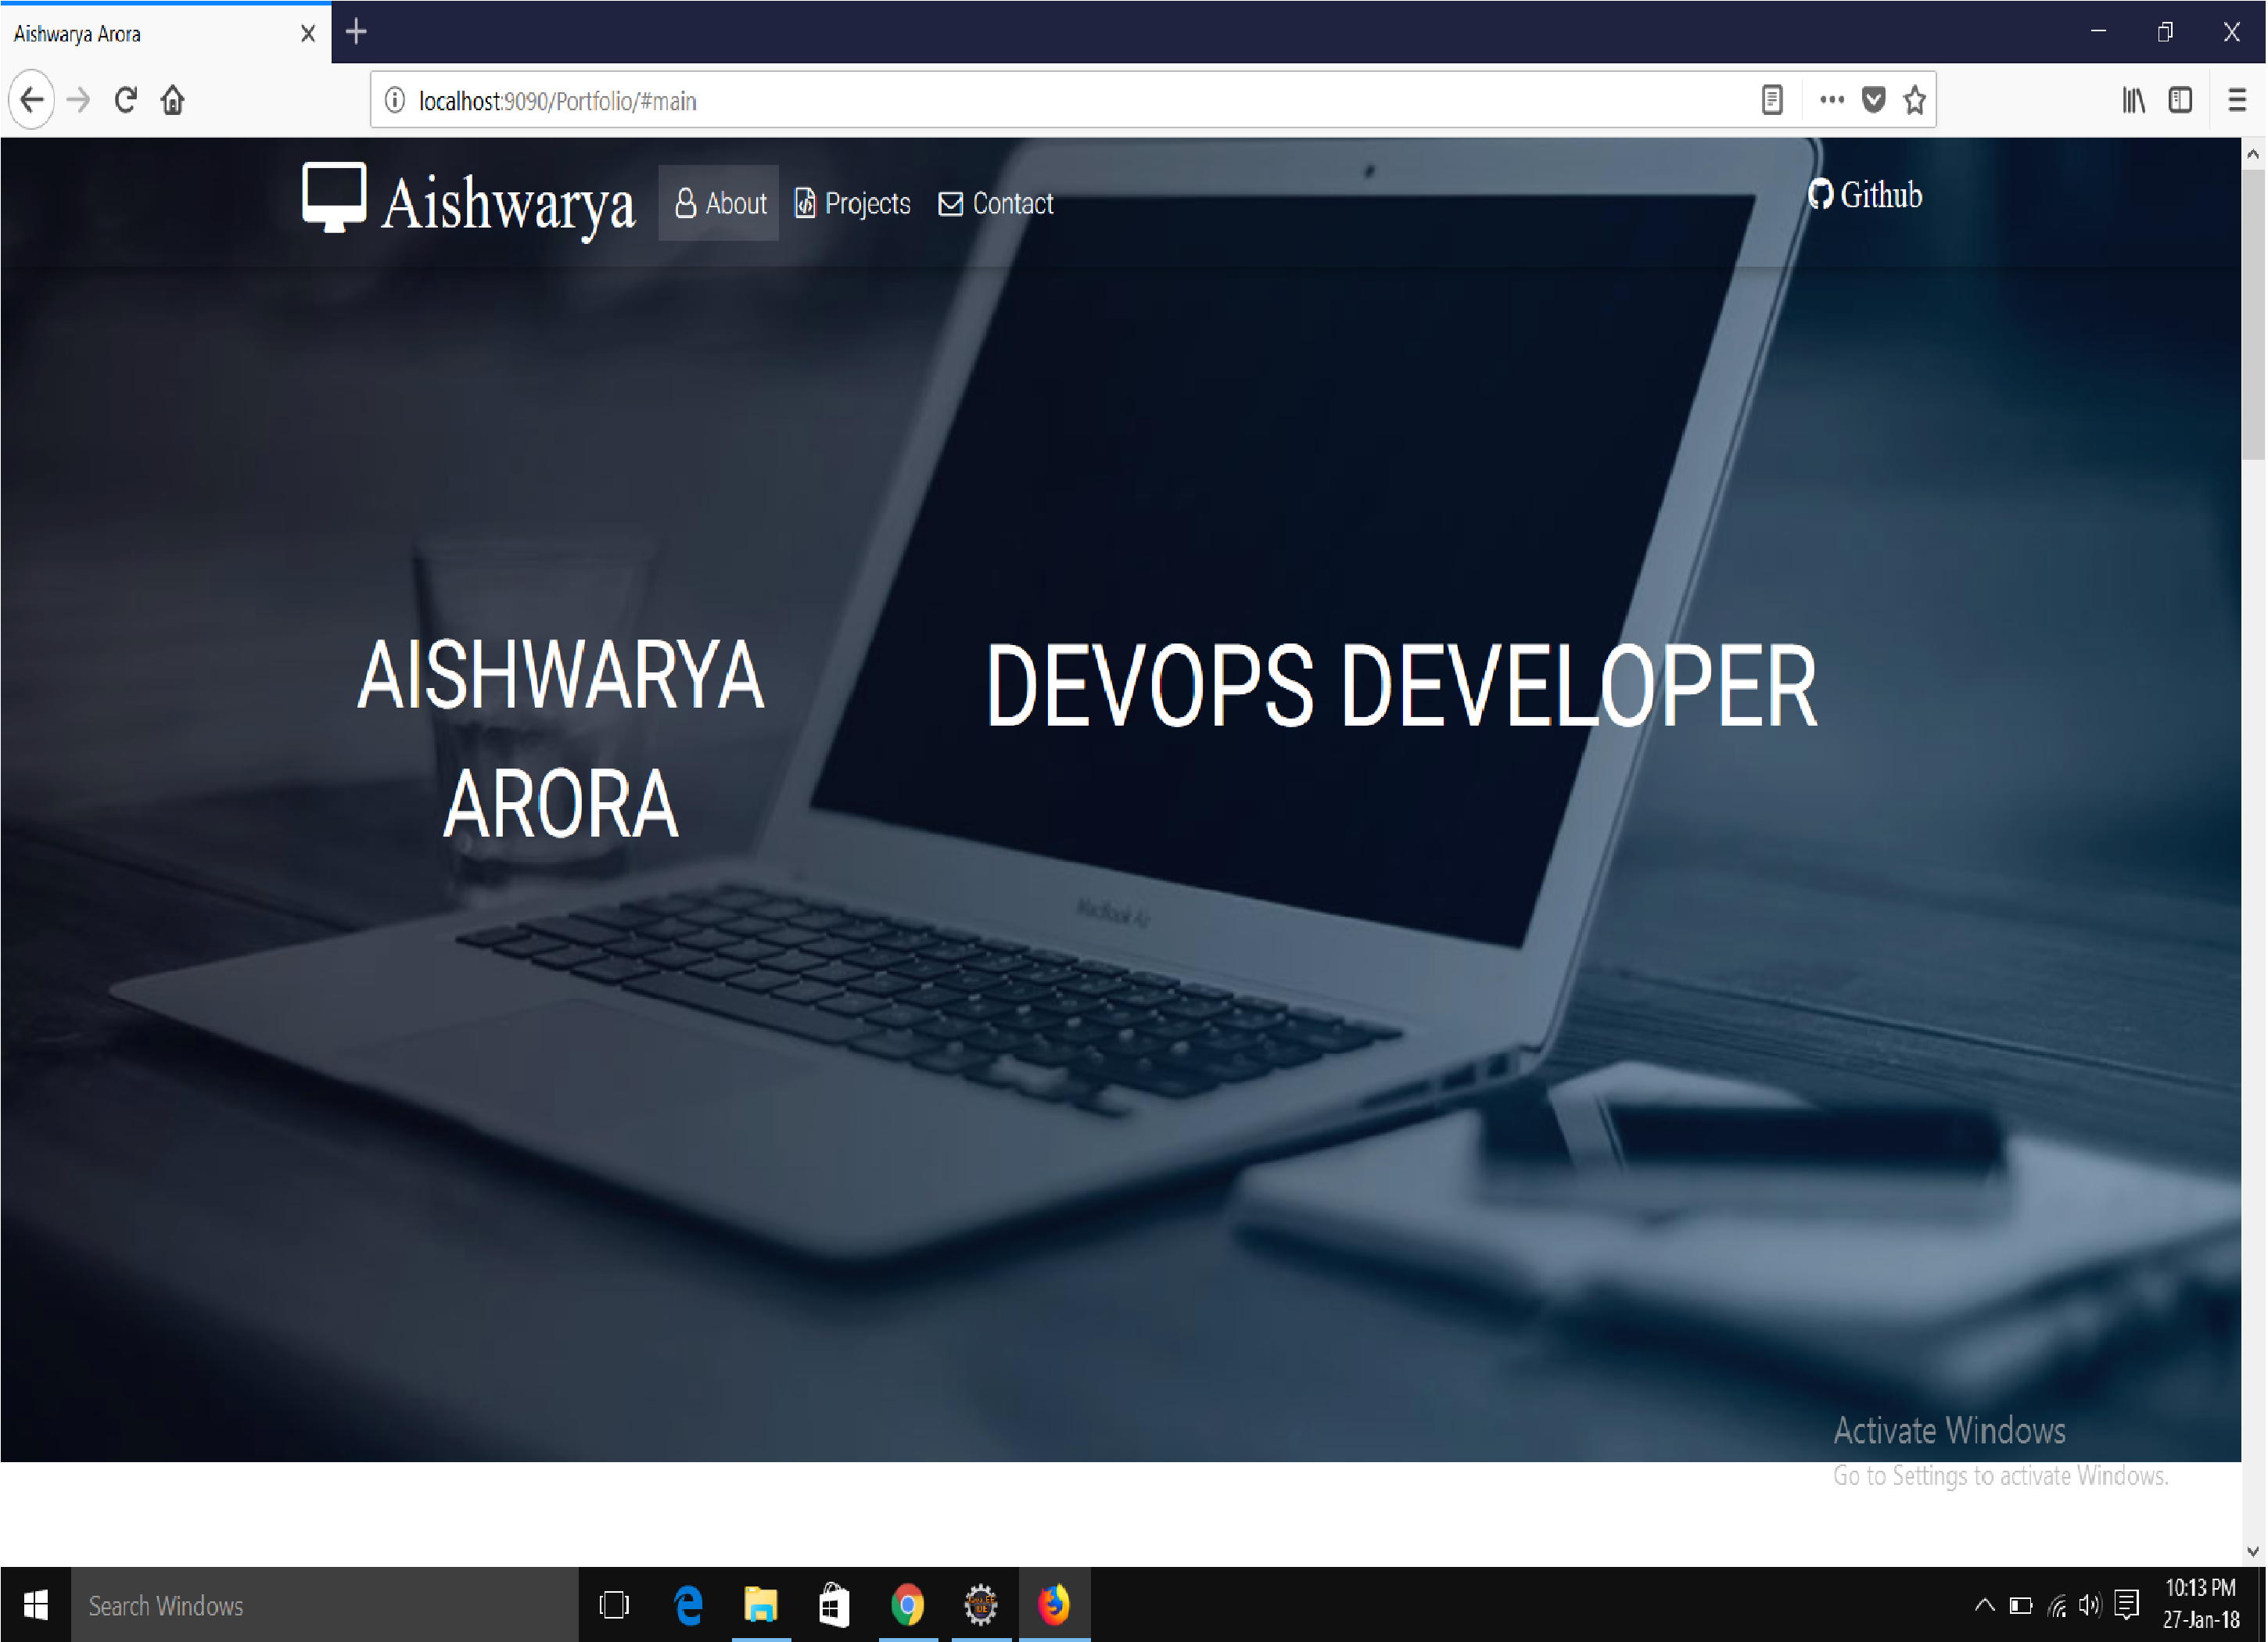 Aishwarya Arora
localhost:9090/Portfolio/#main
Aishwarya About Projects Contact Github
AISHWARYA
ARORA
DEVOPS DEVELOPER
MacBook Air
Activate Windows
Go to Settings to activate Windows.
Search Windows
10:13 PM
27-Jan-18